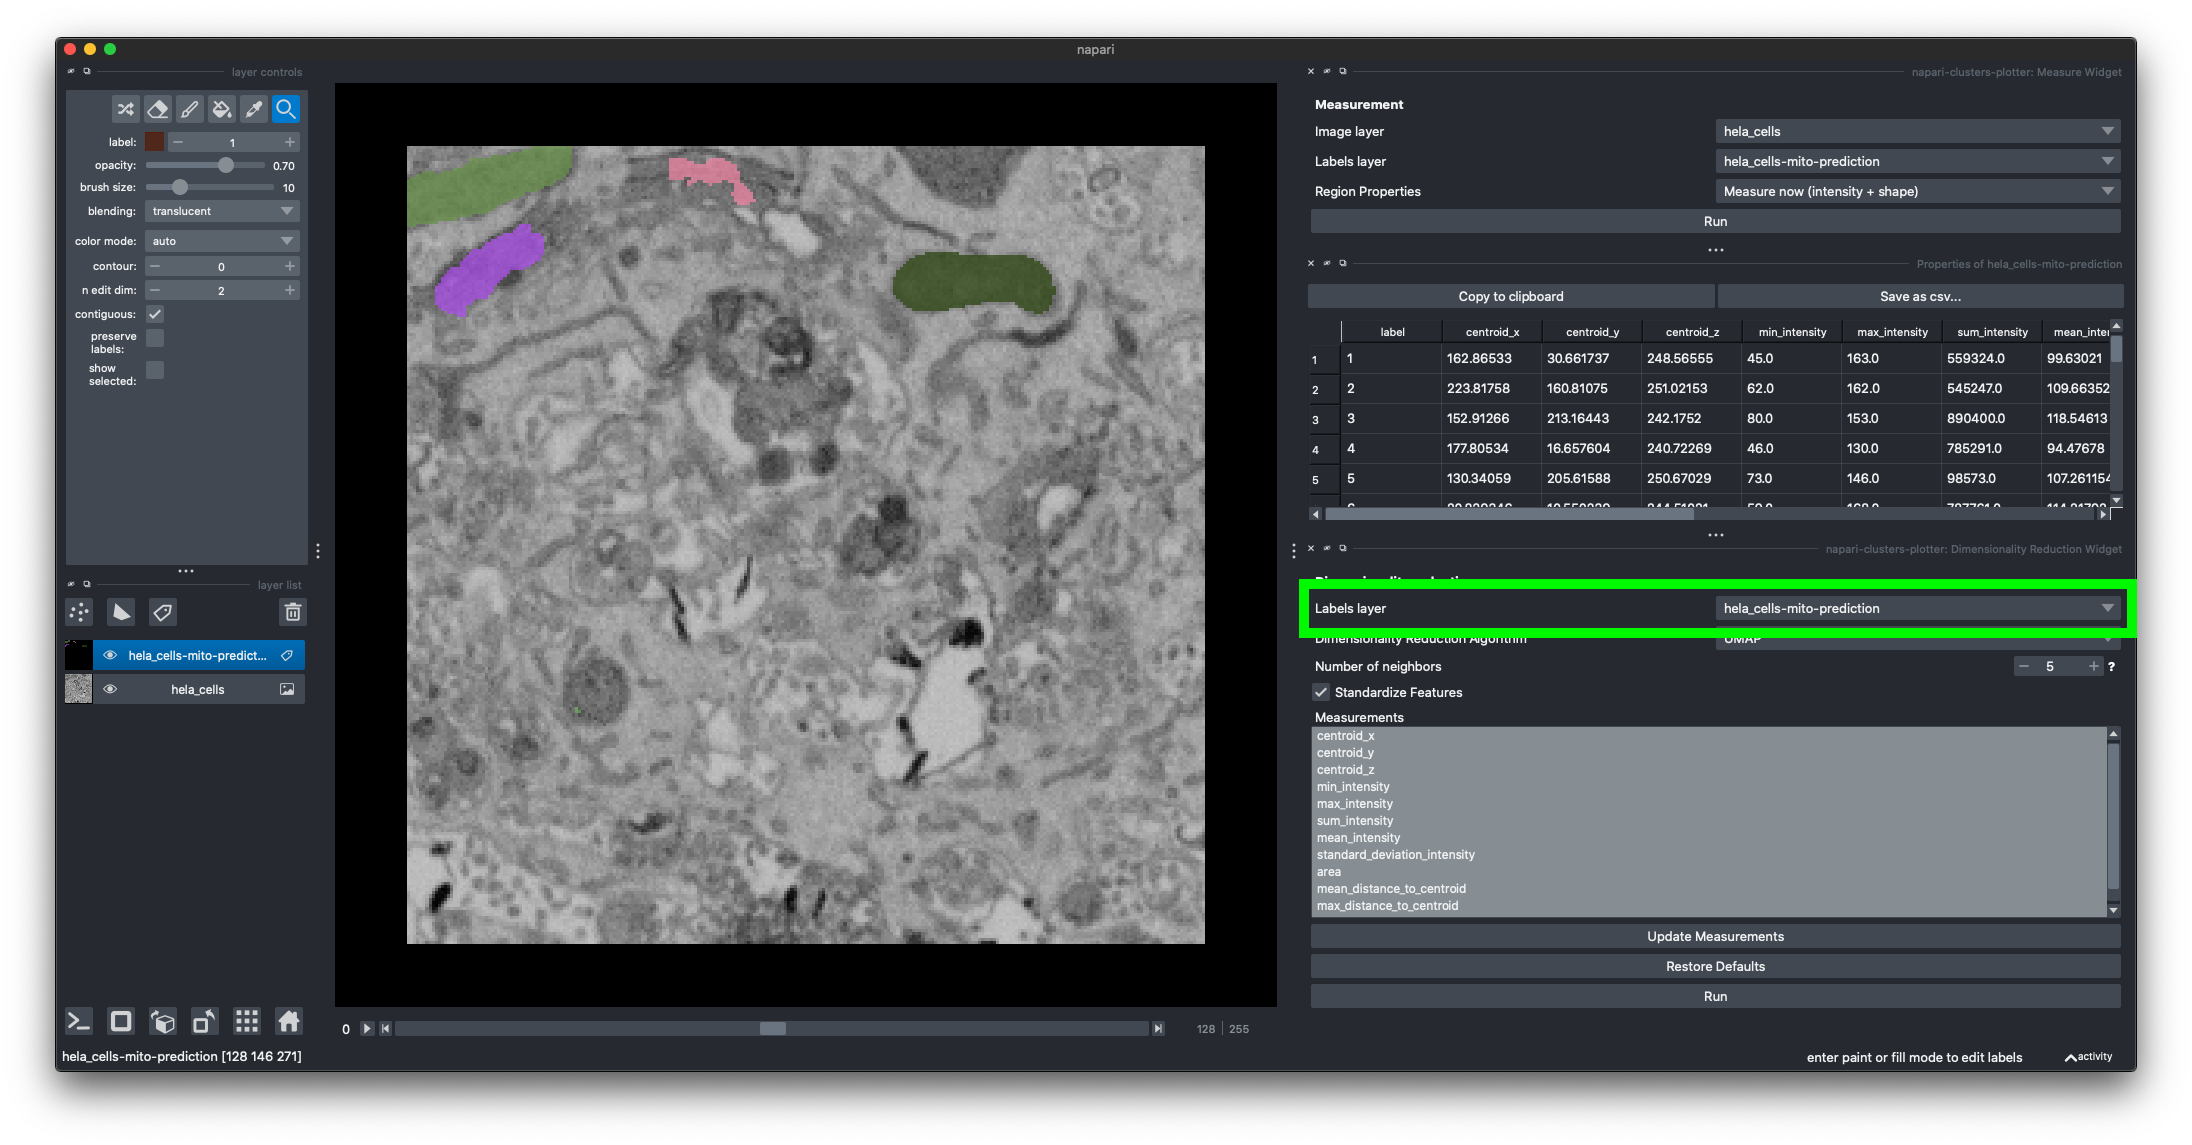 napari
layer controls
label:
1
opacity:
0.70
brush size:
10
blending:
translucent
color mode:
auto
contour:
0
n edit dim:
2
contiguous:
preserve
labels:
show
selected:
layer list
hela_cells-mito-predict...
hela_cells
hela_cells-mito-prediction [128 146 271]
0
128 | 255
napari-clusters-plotter: Measure Widget
Measurement
Image layer
hela_cells
Labels layer
hela_cells-mito-prediction
Region Properties
Measure now (intensity + shape)
Run
Properties of hela_cells-mito-prediction
Copy to clipboard
Save as csv...
label centroid_x centroid_y centroid_z min_intensity max_intensity sum_intensity mean_inter
1 1 162.86533 30.661737 248.56555 45.0 163.0 559324.0 99.63021
2 2 223.81758 160.81075 251.02153 62.0 162.0 545247.0 109.66352
3 3 152.91266 213.16443 242.1752 80.0 153.0 890400.0 118.54613
4 4 177.80534 16.657604 240.72269 46.0 130.0 785291.0 94.47678
5 5 130.34059 205.61588 250.67029 73.0 146.0 98573.0 107.261154
napari-clusters-plotter: Dimensionality Reduction Widget
Labels layer
hela_cells-mito-prediction
Dimensionality Reduction Algorithm
UMAP
Number of neighbors
5
?
Standardize Features
Measurements
centroid_x
centroid_y
centroid_z
min_intensity
max_intensity
sum_intensity
mean_intensity
standard_deviation_intensity
area
mean_distance_to_centroid
max_distance_to_centroid
Update Measurements
Restore Defaults
Run
enter paint or fill mode to edit labels
activity